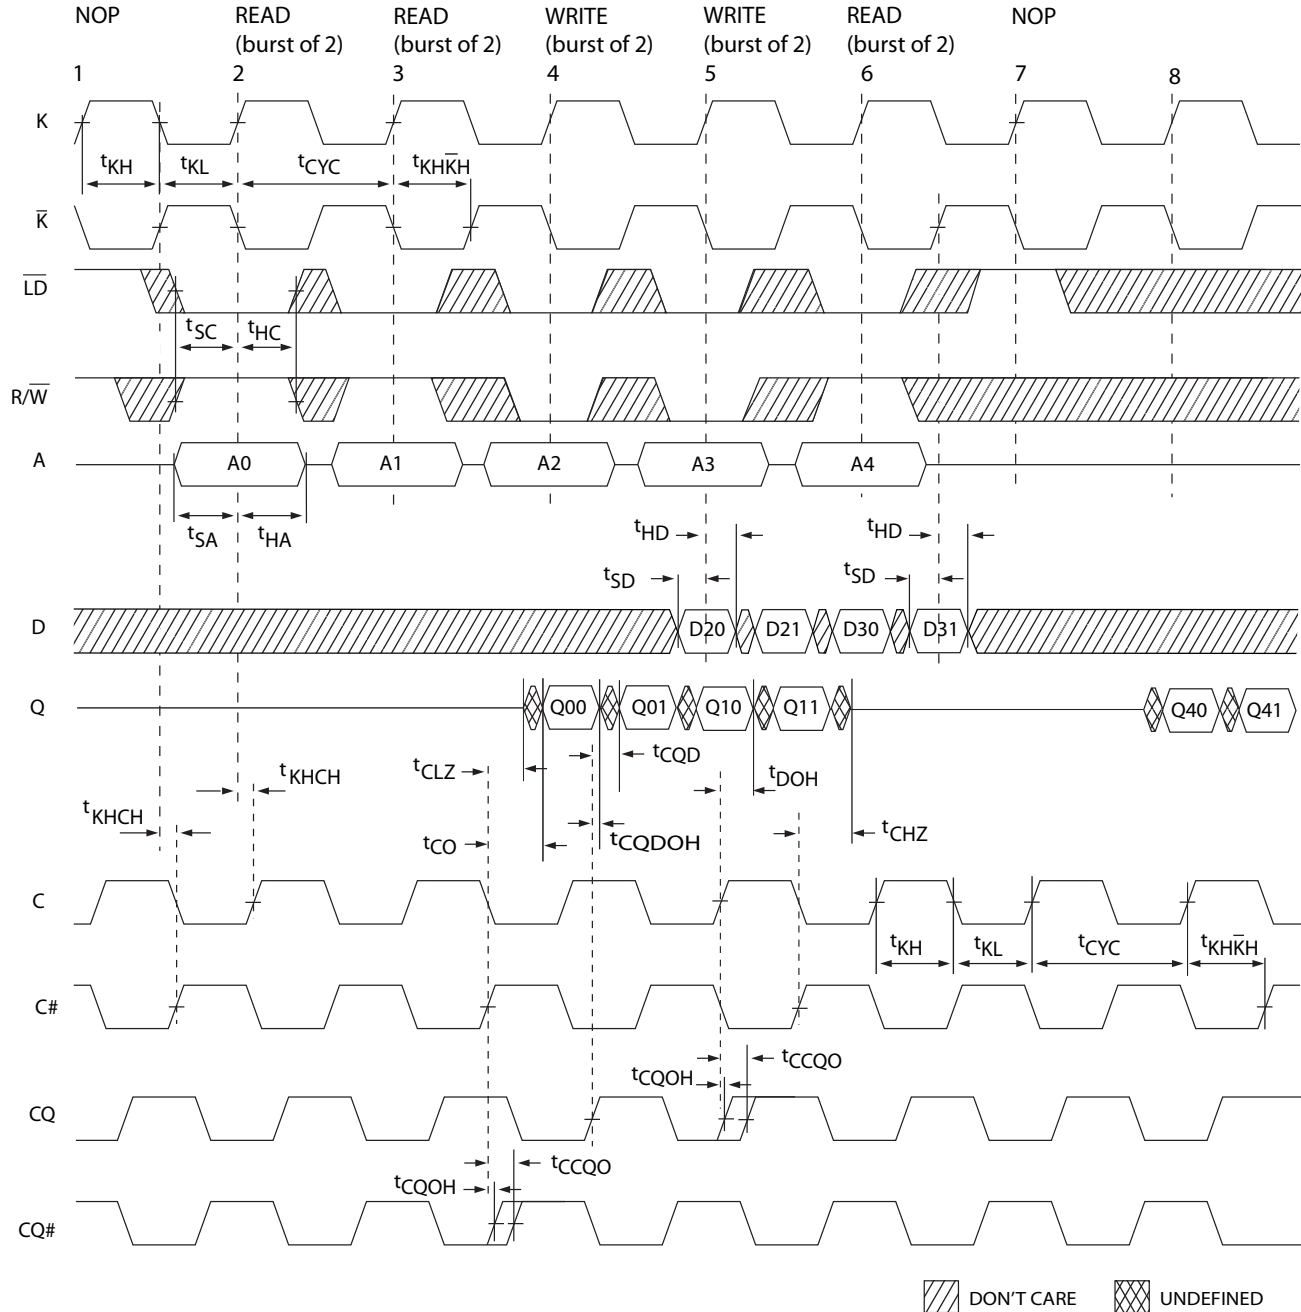 NOP READ READ WRITE WRITE READ NOP
(burst of 2) (burst of 2) (burst of 2) (burst of 2) (burst of 2)
1 2 3 4 5 6 7 8
K
tKH tKL tCYC tKHK̅H
K̅
L̅D̅
tSC tHC
R/W̅
A A0 A1 A2 A3 A4
tSA tHA tHD tHD
tSD tSD
D D20 D21 D30 D31
Q Q00 Q01 Q10 Q11 Q40 Q41
tCLZ tKHCH tCQD tDOH
tKHCH tCO tCQDOH tCHZ
C
tKH tKL tCYC tKHK̅H
C#
tCQOH tCCQO
CQ
tCQOH tCCQO
CQ#
DON'T CARE UNDEFINED